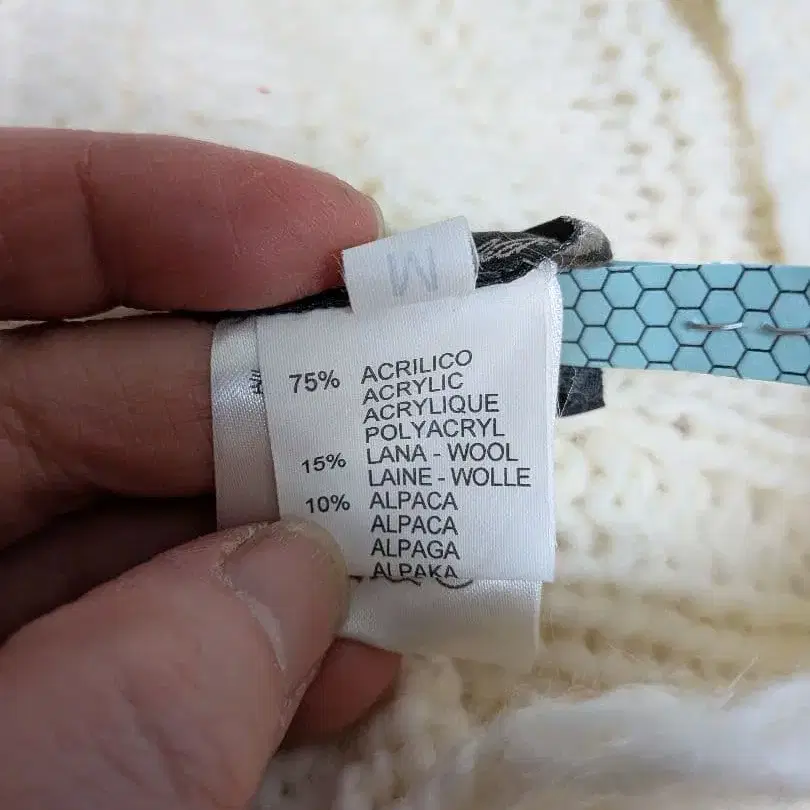 M
75% ACRILICO
ACRYLIC
ACRYLIQUE
POLYACRYL
15% LANA - WOOL
LAINE - WOLLE
10% ALPACA
ALPACA
ALPAGA
ALPAKA